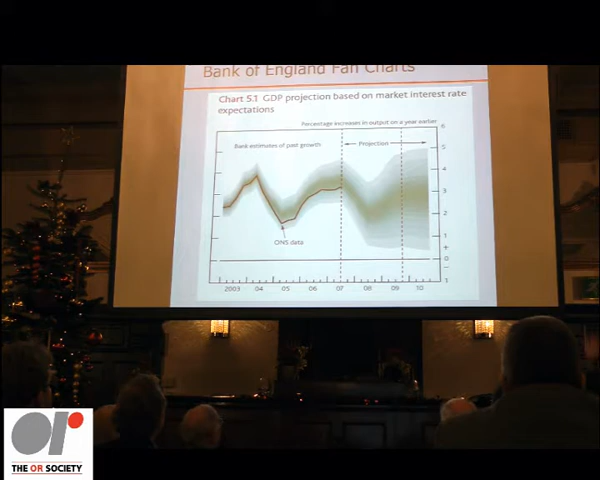 Bank of England Fan Charts
Chart 5.1 GDP projection based on market interest rate
expectations
Percentage increases in output on a year earlier
Bank estimates of past growth
Projection
ONS data
6
5
4
3
2
1
+
0
-
1
2003 04 05 06 07 08 09 10
or
THE OR SOCIETY